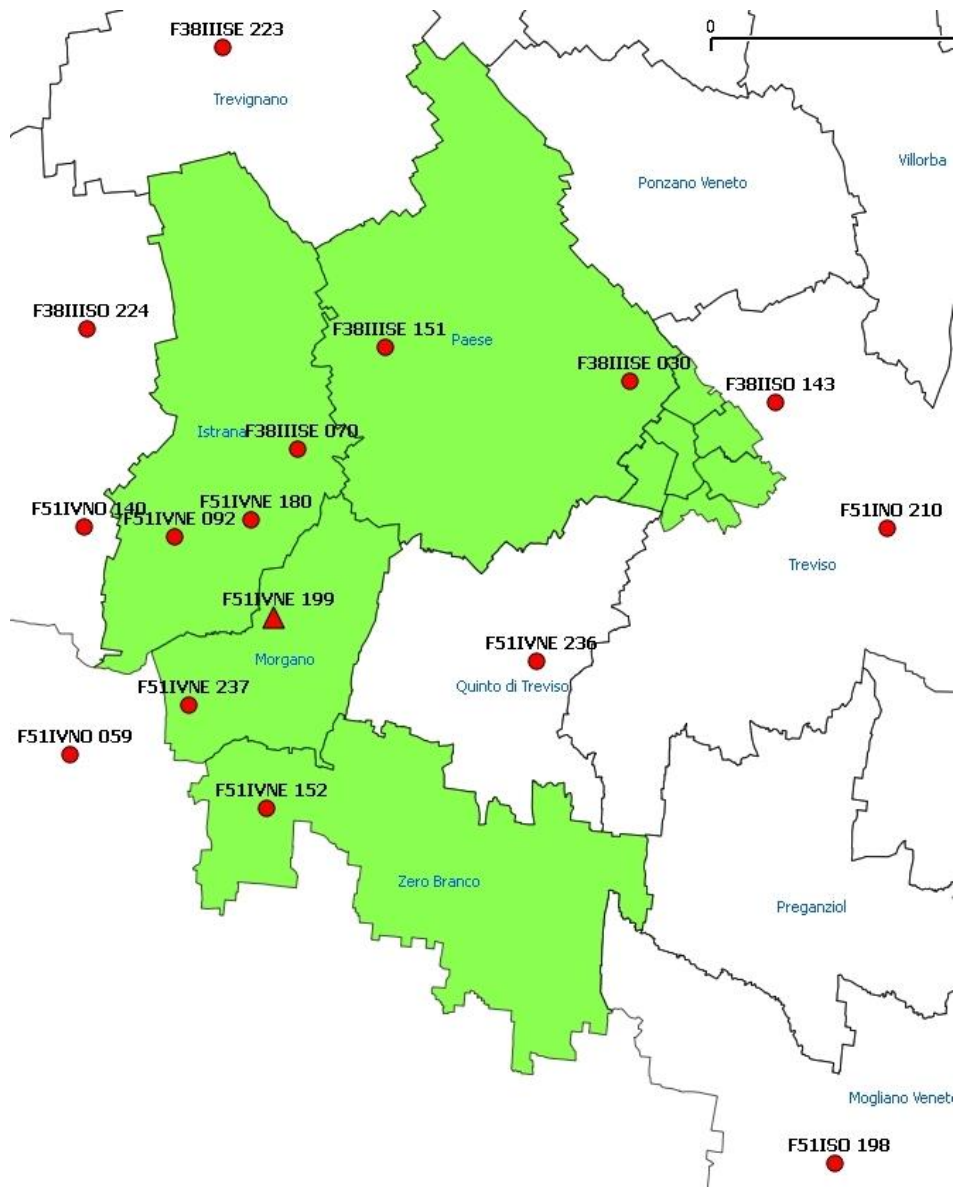 F38IIISE 223
0
Trevignano
Villorba
Ponzano Veneto
F38IIISO 224
F38IIISE 151
Paese
F38IIISE 030
F38IISO 143
Istrana
F38IIISE 070
F51IVNO 140
F51IVNE 180
F51IVNE 092
F51INO 210
Treviso
F51IVNE 199
F51IVNE 236
Morgano
Quinto di Treviso
F51IVNE 237
F51IVNO 059
F51IVNE 152
Zero Branco
Preganziol
Mogliano Veneto
F51ISO 198